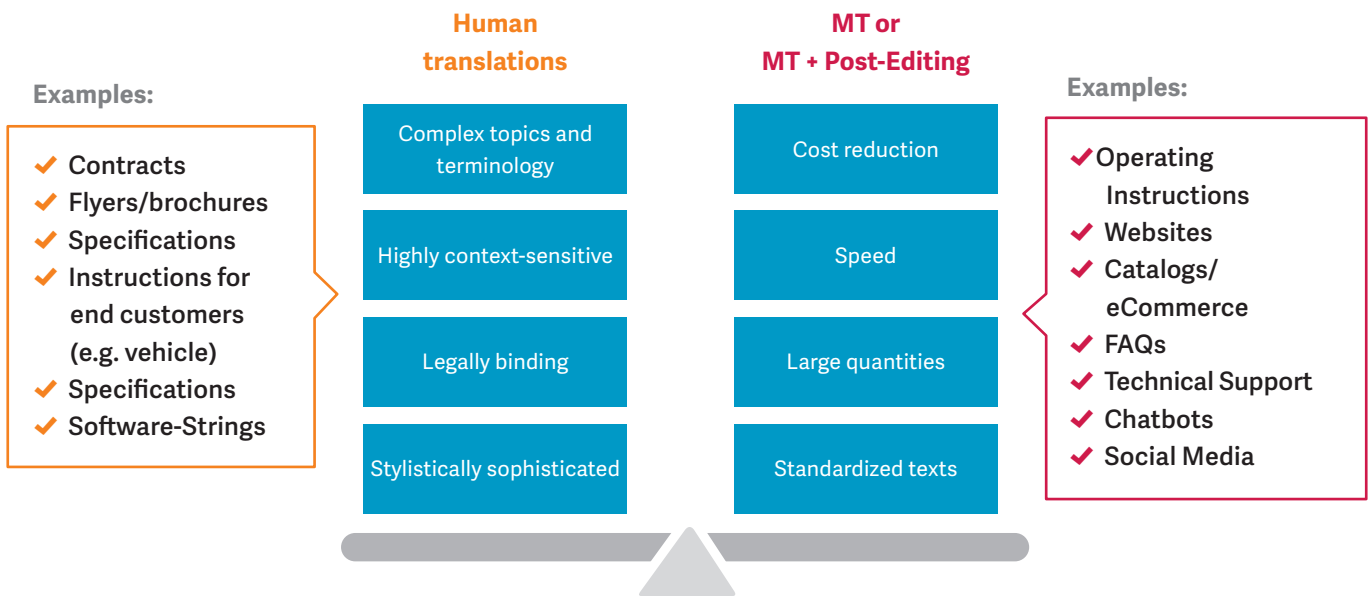 Human
translations
MT or
MT + Post-Editing
Examples:
✓ Contracts
✓ Flyers/brochures
✓ Specifications
✓ Instructions for
end customers
(e.g. vehicle)
✓ Specifications
✓ Software-Strings
Complex topics and
terminology
Highly context-sensitive
Legally binding
Stylistically sophisticated
Cost reduction
Speed
Large quantities
Standardized texts
Examples:
✓ Operating
Instructions
✓ Websites
✓ Catalogs/
eCommerce
✓ FAQs
✓ Technical Support
✓ Chatbots
✓ Social Media